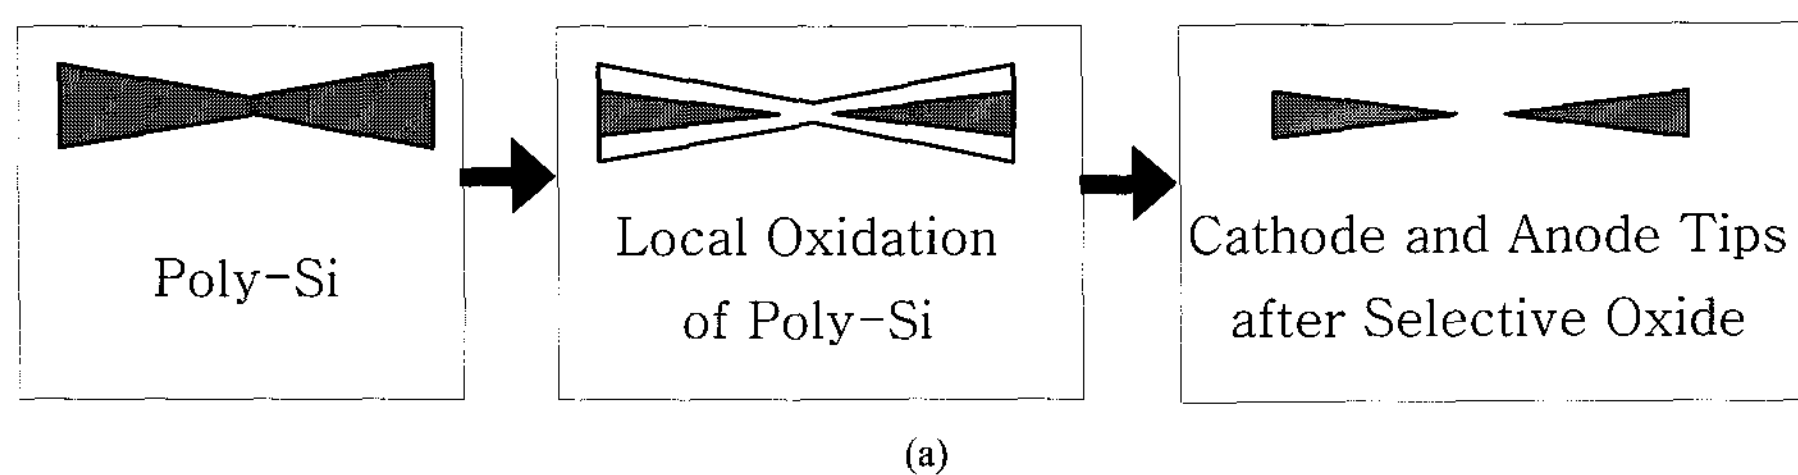 Poly-Si
Local Oxidation
of Poly-Si
Cathode and Anode Tips
after Selective Oxide
(a)